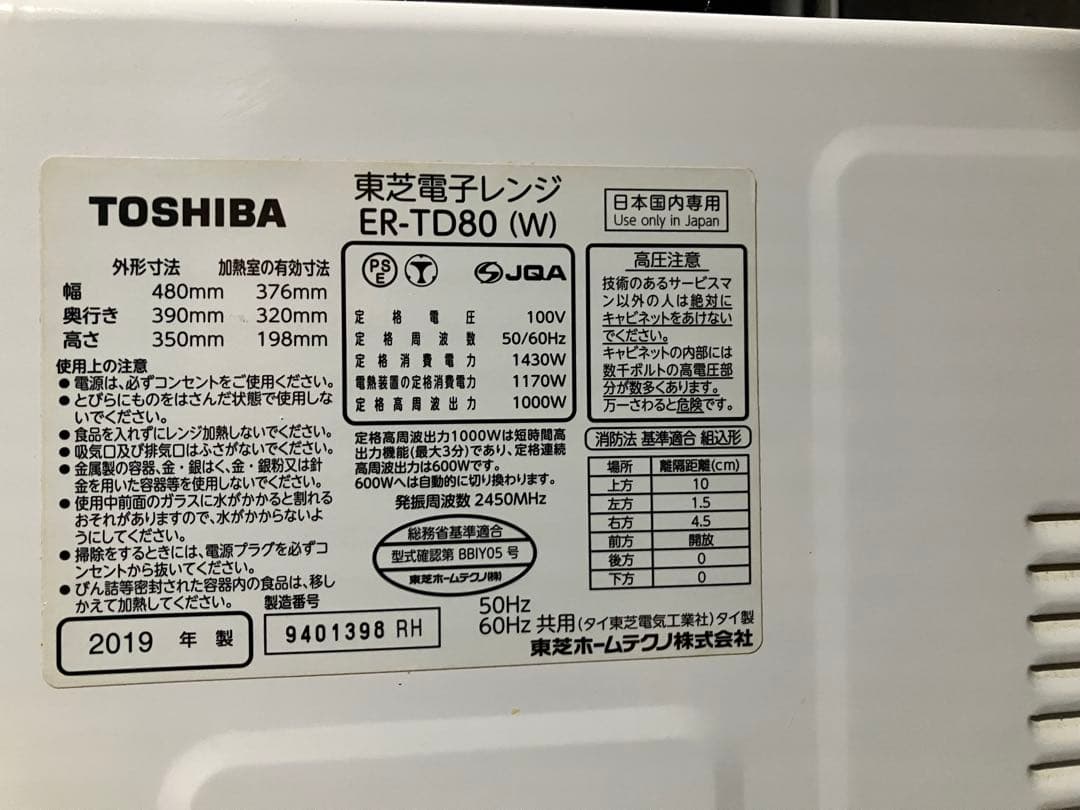 TOSHIBA
東芝電子レンジ
ER-TD80 (W)
日本国内専用
Use only in Japan
外形寸法 加熱室の有効寸法
幅 480mm 376mm
奥行き 390mm 320mm
高さ 350mm 198mm
使用上の注意
●電源は、必ずコンセントをご使用ください。
●とびらにものをはさんだ状態で使用しな
いでください。
●食品を入れずにレンジ加熱しないでください。
●吸気口及び排気口はふさがないでください。
●金属製の容器、金・銀はく、金・銀粉又は針
金を用いた容器等を使用しないでください。
●使用中前面のガラスに水がかかると割れる
おそれがありますので、水がかからないよ
うにしてください。
●掃除をするときには、電源プラグを必ずコ
ンセントから抜いてください。
●びん詰等密封された容器内の食品は、移し
かえて加熱してください。
2019 年 製
製造番号
9401398 RH
PSE
JQA
定格電圧 100V
定格周波数 50/60Hz
定格消費電力 1430W
電熱装置の定格消費電力 1170W
定格高周波出力 1000W
定格高周波出力1000Wは短時間高
出力機能(最大3分)であり、定格連続
高周波出力は600Wです。
600Wへは自動的に切り換わります。
発振周波数 2450MHz
総務省基準適合
型式確認第 BBIY05 号
東芝ホームテクノ(株)
高圧注意
技術のあるサービスマ
ン以外の人は絶対に
キャビネットをあけない
でください。
キャビネットの内部には
数千ボルトの高電圧部
分が数多くあります。
万一さわると危険です。
消防法 基準適合 組込形
場所 離隔距離(cm)
上方 10
左方 1.5
右方 4.5
前方 開放
後方 0
下方 0
50Hz
60Hz 共用(タイ東芝電気工業社)タイ製
東芝ホームテクノ株式会社